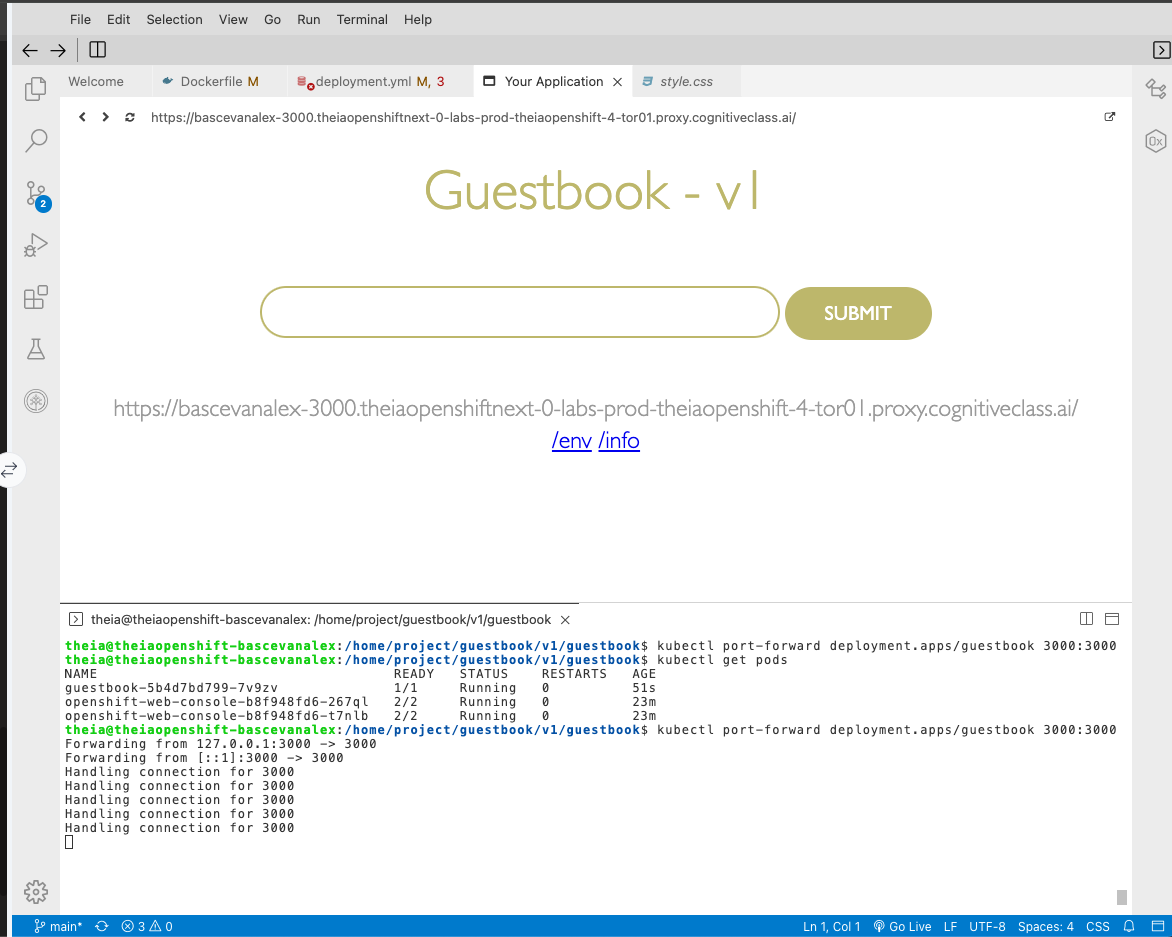 File Edit Selection View Go Run Terminal Help
Welcome Dockerfile M deployment.yml M, 3 Your Application style.css
https://bascevanalex-3000.theiaopenshiftnext-0-labs-prod-theiaopenshift-4-tor01.proxy.cognitiveclass.ai/
Guestbook - v1
SUBMIT
https://bascevanalex-3000.theiaopenshiftnext-0-labs-prod-theiaopenshift-4-tor01.proxy.cognitiveclass.ai/
/env /info
2
0x
theia@theiaopenshift-bascevanalex: /home/project/guestbook/v1/guestbook
theia@theiaopenshift-bascevanalex:/home/project/guestbook/v1/guestbook$ kubectl port-forward deployment.apps/guestbook 3000:3000
theia@theiaopenshift-bascevanalex:/home/project/guestbook/v1/guestbook$ kubectl get pods
NAME READY STATUS RESTARTS AGE
guestbook-5b4d7bd799-7v9zv 1/1 Running 0 51s
openshift-web-console-b8f948fd6-267ql 2/2 Running 0 23m
openshift-web-console-b8f948fd6-t7nlb 2/2 Running 0 23m
theia@theiaopenshift-bascevanalex:/home/project/guestbook/v1/guestbook$ kubectl port-forward deployment.apps/guestbook 3000:3000
Forwarding from 127.0.0.1:3000 -> 3000
Forwarding from [::1]:3000 -> 3000
Handling connection for 3000
Handling connection for 3000
Handling connection for 3000
Handling connection for 3000
Handling connection for 3000
main* 3 0 Ln 1, Col 1 Go Live LF UTF-8 Spaces: 4 CSS